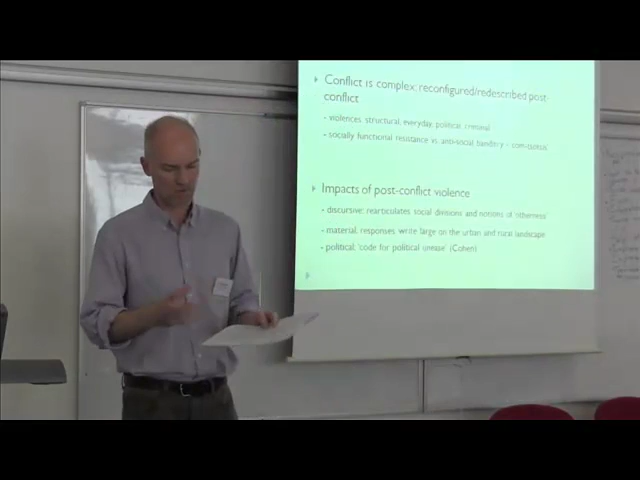 Conflict is complex: reconfigured/redescribed post-
conflict
- violences: structural, everyday, political, criminal
- socially functional resistance vs anti-social banditry -
Impacts of post-conflict violence
- discursive: rearticulates social divisions and notions of 'otherness'
- material, responses write large on the urban and rural landscape
- political, 'code for political unease' (Cohen)